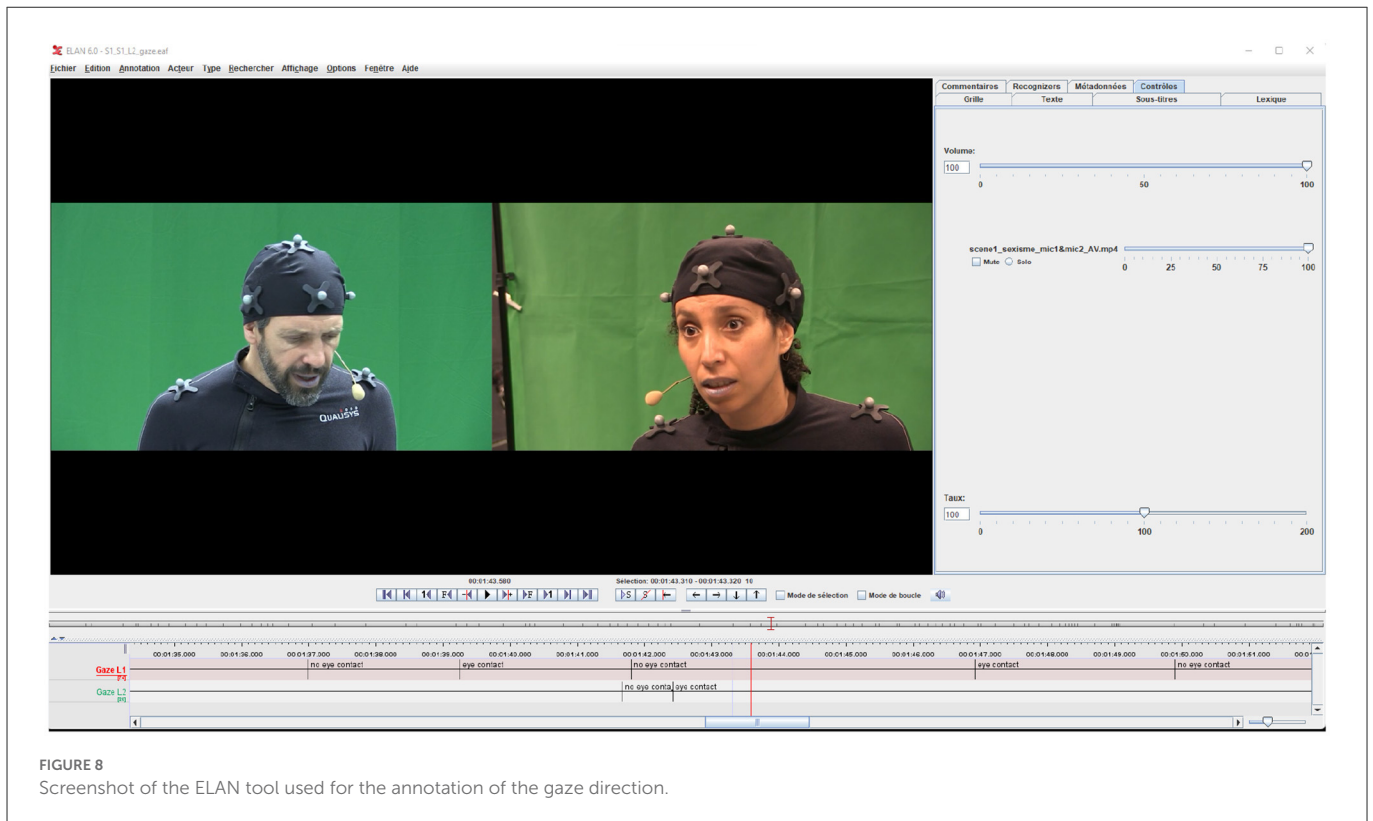 ELAN 6.0 - S1_S1_L2_gaze.eaf
Fichier Edition Annotation Acteur Type Rechercher Affichage Options Fenêtre Aide
Commentaires Recognizers Métadonnées Contrôles
Grille Texte Sous-titres Lexique
Volume:
100
0 50 100
scene1_sexisme_mic1&mic2_AV.mp4
Mute Solo
0 25 50 75 100
QUALISYS
Taux:
100
0 100 200
00:01:43.580 Sélection: 00:01:43.310 - 00:01:43.320 10
Mode de sélection Mode de boucle
00:01:35.000 00:01:36.000 00:01:37.000 00:01:38.000 00:01:39.000 00:01:40.000 00:01:41.000 00:01:42.000 00:01:43.000 00:01:44.000 00:01:45.000 00:01:46.000 00:01:47.000 00:01:48.000 00:01:49.000 00:01:50.000 00:01:51.000
Gaze L1 no eye contact eye contact no eye contact eye contact no eye contact
Gaze L2 no eye conta eye contact
FIGURE 8
Screenshot of the ELAN tool used for the annotation of the gaze direction.